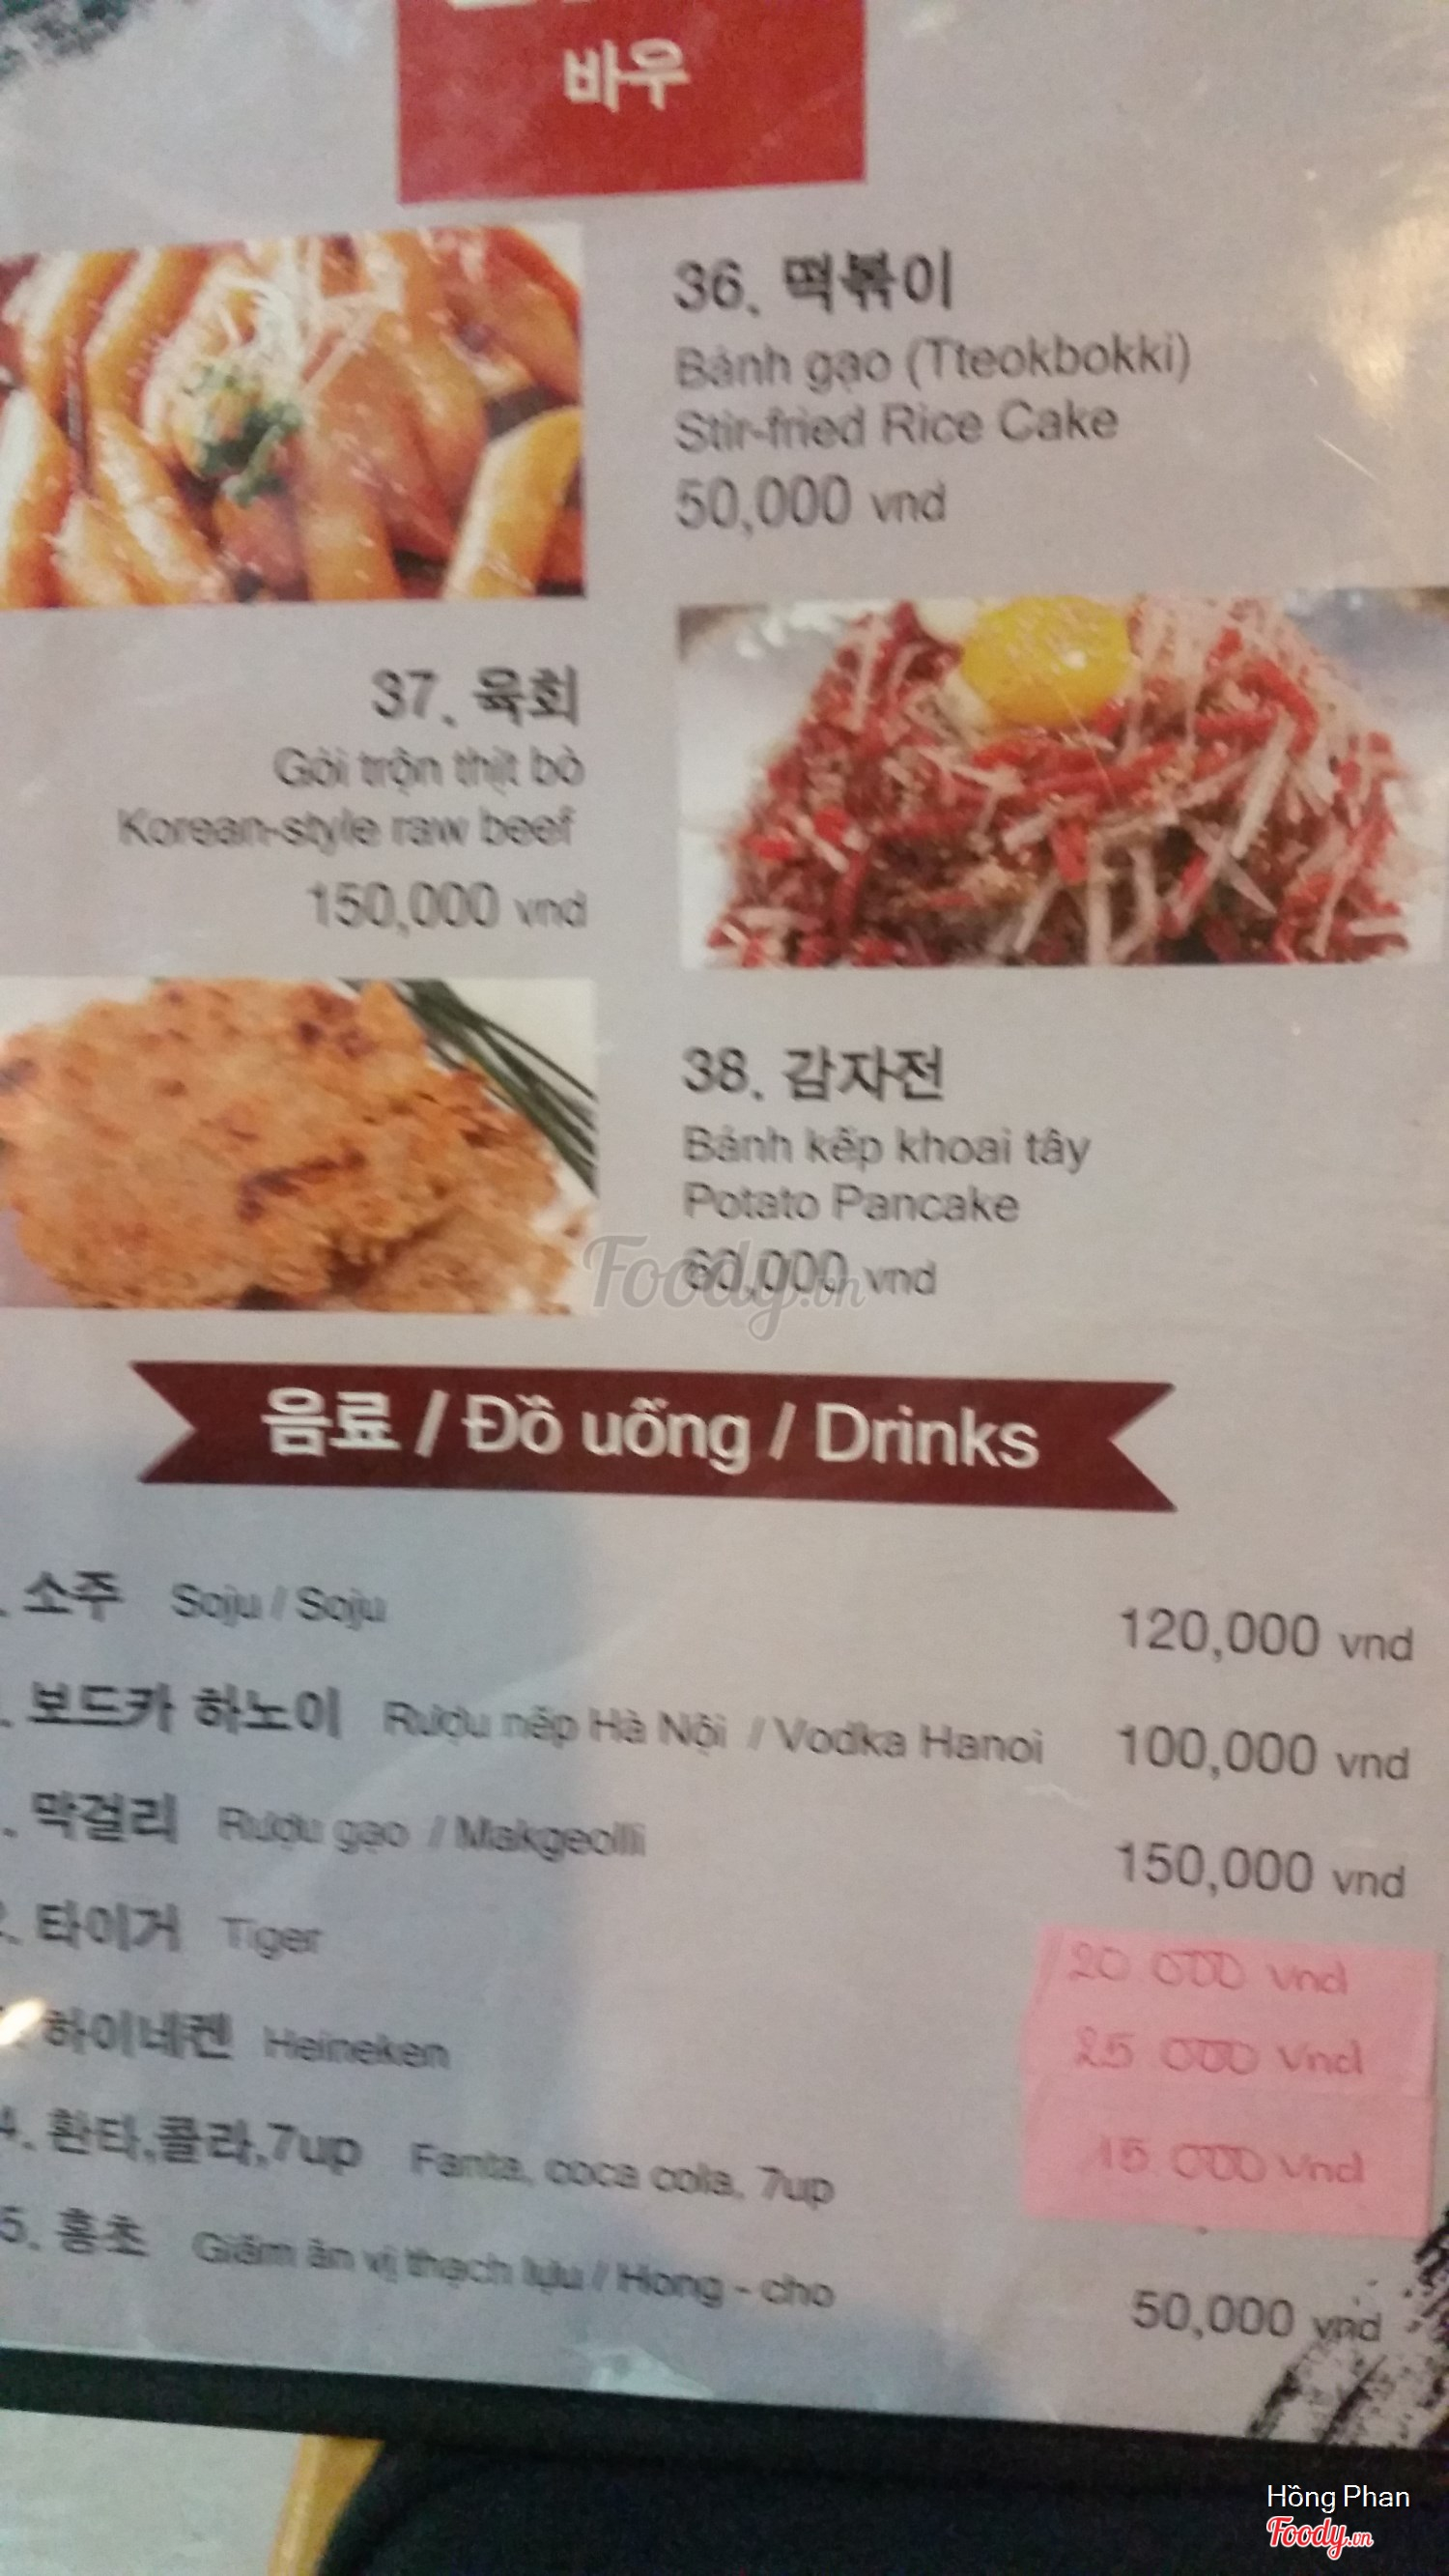 바우
36. 떡볶이
Bánh gạo (Tteokbokki)
Stir-fried Rice Cake
50,000 vnd
37. 육회
Gỏi trộn thịt bò
Korean-style raw beef
150,000 vnd
38. 감자전
Bánh kếp khoai tây
Potato Pancake
60,000 vnd
Foody.vn
음료 / Đồ uống / Drinks
. 소주 Soju / Soju 120,000 vnd
. 보드카 하노이 Rượu nếp Hà Nội / Vodka Hanoi 100,000 vnd
. 막걸리 Rượu gạo / Makgeolli 150,000 vnd
2. 타이거 Tiger 20 000 vnd
. 하이네켄 Heineken 25 000 vnd
4. 환타,콜라,7up Fanta, coca cola, 7up 15 000 vnd
5. 홍초 Giấm ăn vị thạch lựu / Hong - cho 50,000 vnd
Hồng Phan
Foody.vn